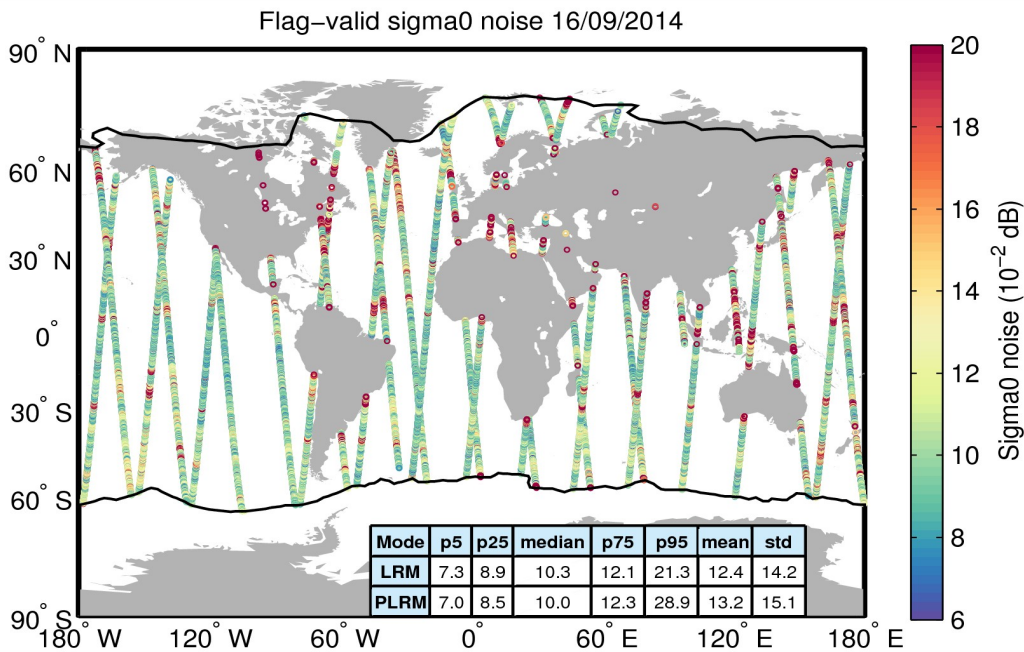 Flag−valid sigma0 noise 16/09/2014
90° N
60° N
30° N
0°
30° S
60° S
90° S
180° W 120° W 60° W 0° 60° E 120° E 180° E
Mode p5 p25 median p75 p95 mean std
LRM 7.3 8.9 10.3 12.1 21.3 12.4 14.2
PLRM 7.0 8.5 10.0 12.3 28.9 13.2 15.1
20
18
16
14
12
10
8
6
Sigma0 noise (10−2 dB)